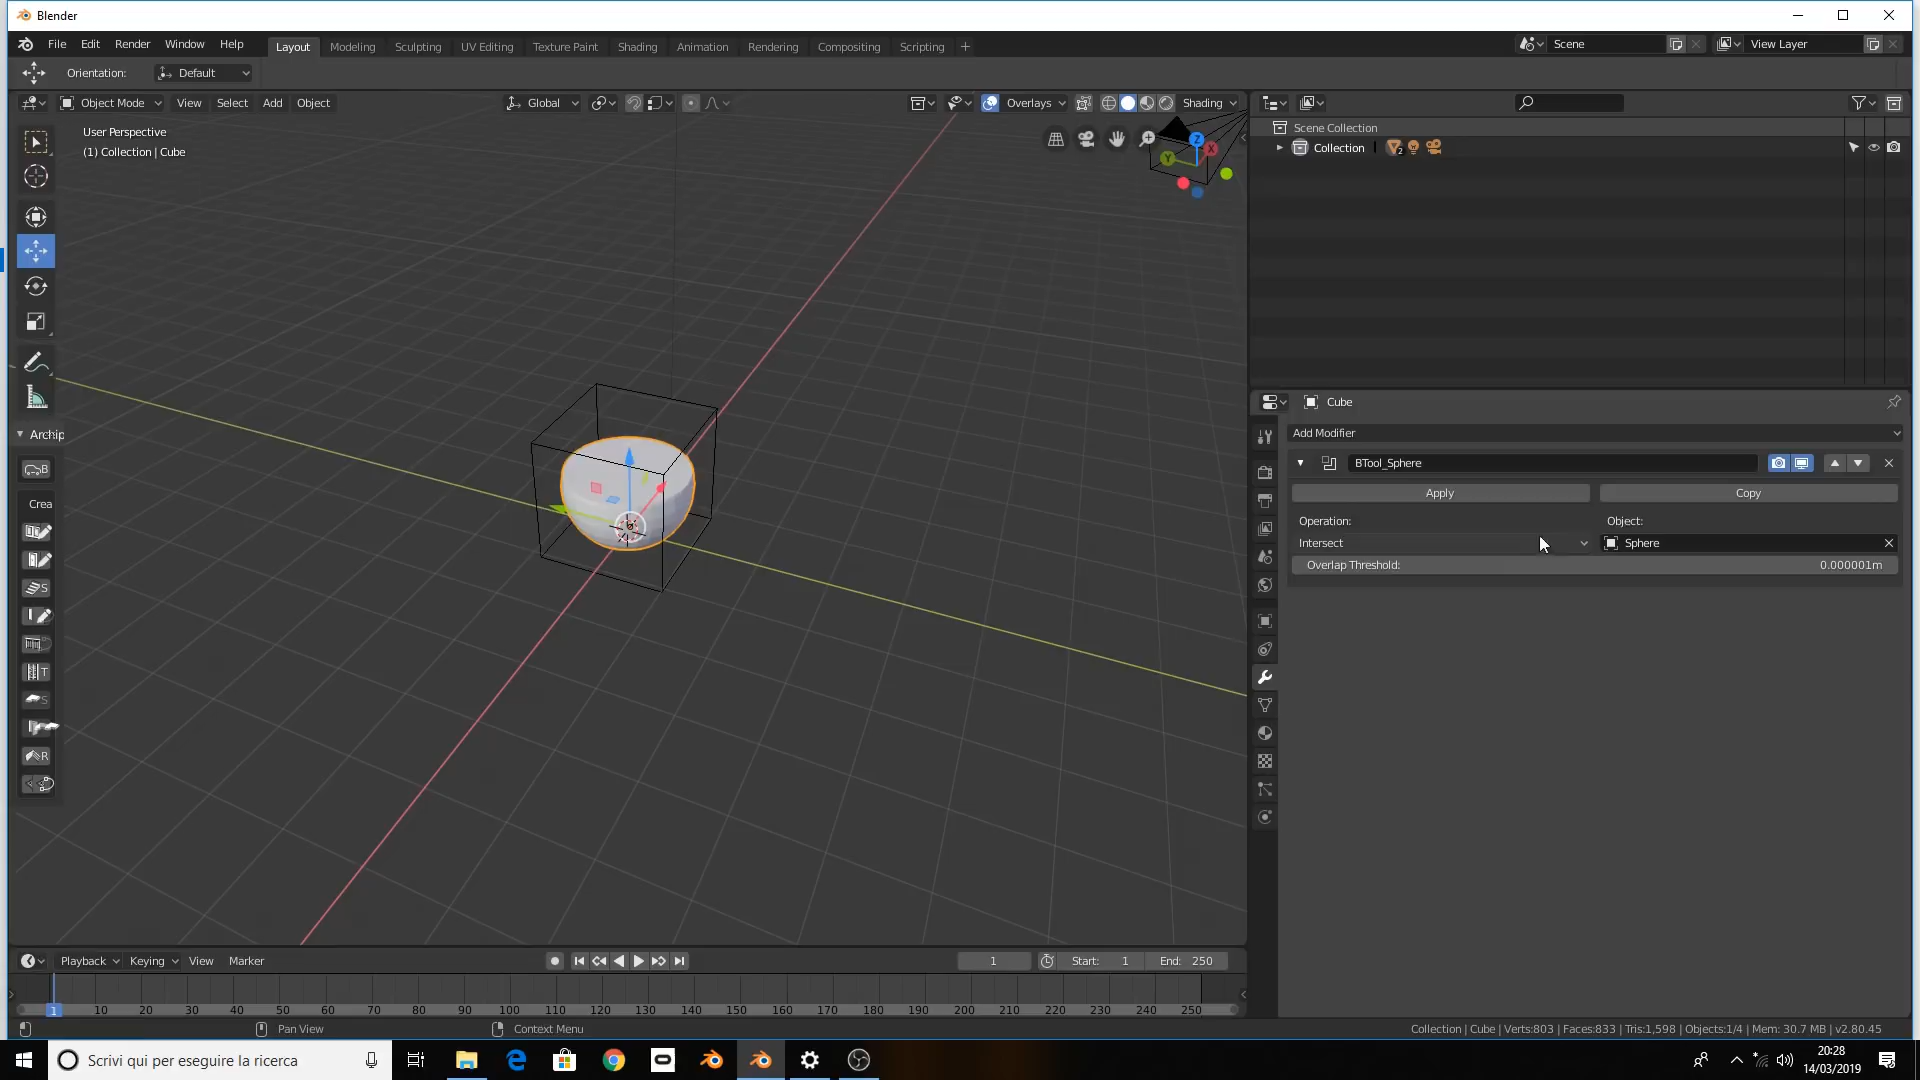 Blender
File Edit Render Window Help Layout Modeling Sculpting UV Editing Texture Paint Shading Animation Rendering Compositing Scripting + Scene View Layer
Orientation: Default
Object Mode View Select Add Object Global Overlays Shading
User Perspective
(1) Collection | Cube
Z
X
Y
Scene Collection
Collection 2
Cube
Add Modifier
BTool_Sphere
Apply Copy
Operation: Object:
Intersect Sphere
Overlap Threshold: 0.000001m
Archip
B
Crea
S
T
S
R
Playback Keying View Marker 1 Start: 1 End: 250
1 10 20 30 40 50 60 70 80 90 100 110 120 130 140 150 160 170 180 190 200 210 220 230 240 250
Pan View Context Menu Collection | Cube | Verts:803 | Faces:833 | Tris:1,598 | Objects:1/4 | Mem: 30.7 MB | v2.80.45
Scrivi qui per eseguire la ricerca
20:28
14/03/2019